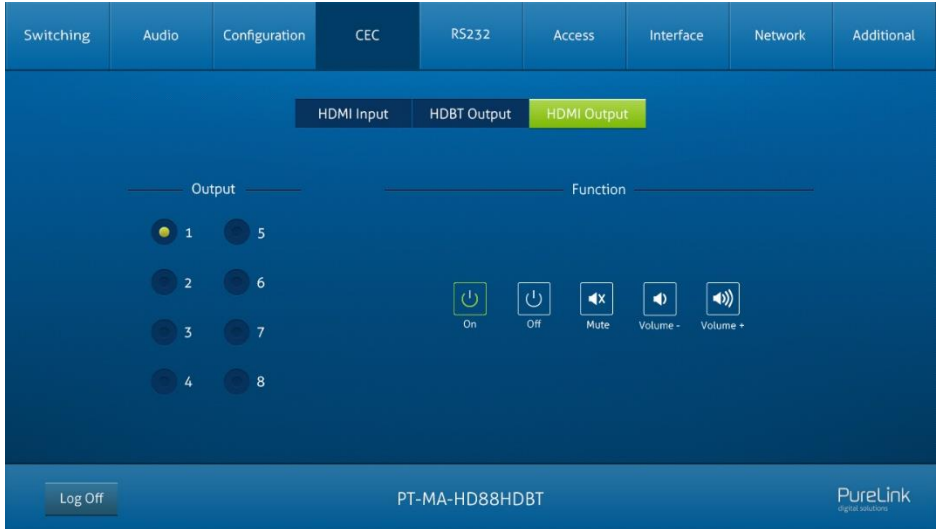 Switching Audio Configuration CEC RS232 Access Interface Network Additional
HDMI Input HDBT Output HDMI Output
Output Function
1 5
2 6
3 7
4 8
On Off Mute Volume - Volume +
Log Off PT-MA-HD88HDBT PureLink
digital solutions